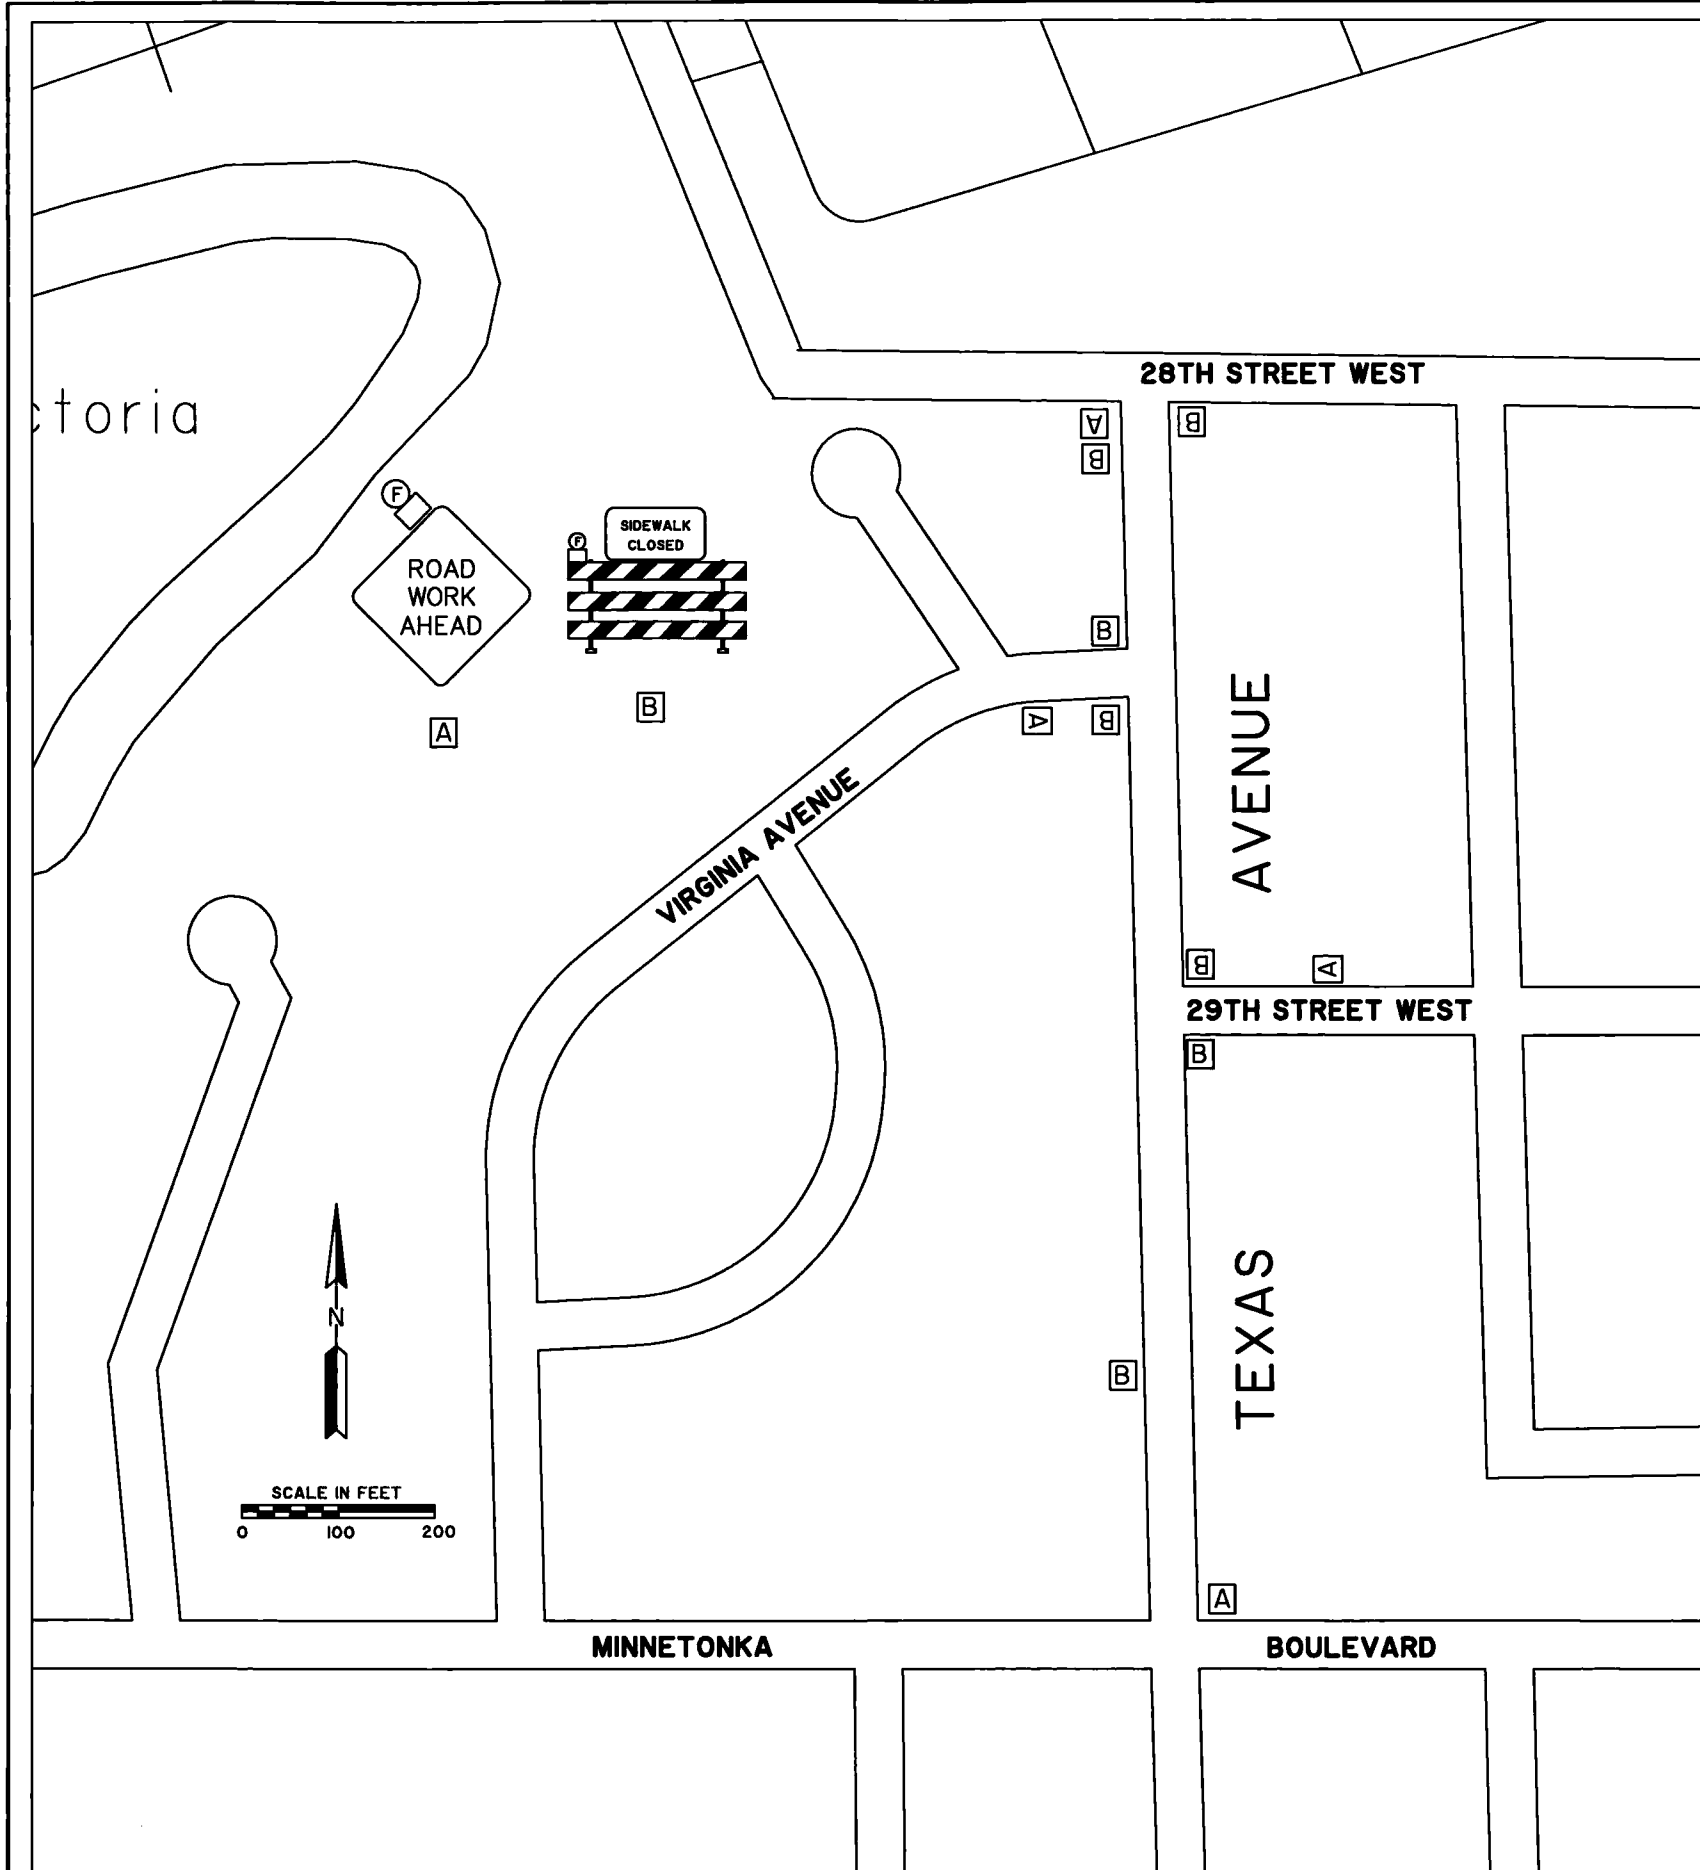 28TH STREET WEST
A
B
B
ctoria
F
ROAD
WORK
AHEAD
A
F
SIDEWALK
CLOSED
B
B
A
B
AVENUE
VIRGINIA AVENUE
B
A
29TH STREET WEST
B
TEXAS
B
N
SCALE IN FEET
0 100 200
A
MINNETONKA BOULEVARD